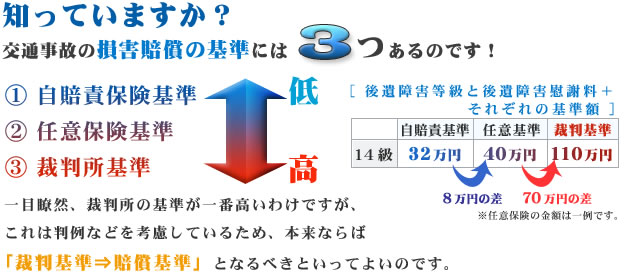 知っていますか？
交通事故の損害賠償の基準には3つあるのです！
① 自賠責保険基準
② 任意保険基準
③ 裁判所基準
低
高
［ 後遺障害等級と後遺障害慰謝料＋
それぞれの基準額 ］
自賠責基準 任意基準 裁判基準
14級 32万円 40万円 110万円
8万円の差 70万円の差
※任意保険の金額は一例です。
一目瞭然、裁判所の基準が一番高いわけですが、
これは判例などを考慮しているため、本来ならば
「裁判基準⇒賠償基準」となるべきといってよいのです。